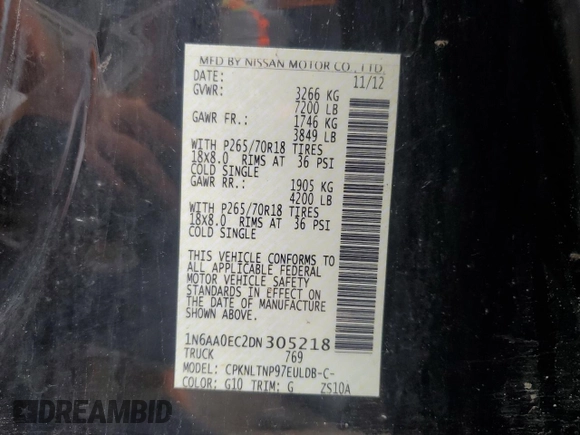 MFD BY NISSAN MOTOR CO., LTD.
DATE: 11/12
GVWR: 3266 KG
7200 LB
GAWR FR.: 1746 KG
3849 LB
WITH P265/70R18 TIRES
18x8.0 RIMS AT 36 PSI
COLD SINGLE
GAWR RR.: 1905 KG
4200 LB
WITH P265/70R18 TIRES
18x8.0 RIMS AT 36 PSI
COLD SINGLE
THIS VEHICLE CONFORMS TO
ALL APPLICABLE FEDERAL
MOTOR VEHICLE SAFETY
STANDARDS IN EFFECT ON
THE DATE OF MANUFACTURE
SHOWN ABOVE.
1N6AA0EC2DN305218
TRUCK 769
MODEL: CPKNLTNP97EULDB-C-
COLOR: G10 TRIM: G ZS10A
DREAMBID